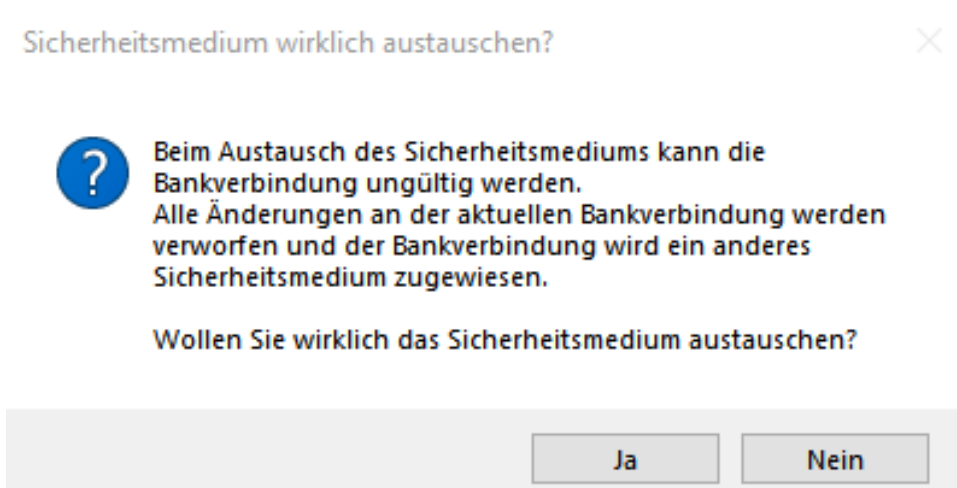 Sicherheitsmedium wirklich austauschen?
Beim Austausch des Sicherheitsmediums kann die
Bankverbindung ungültig werden.
Alle Änderungen an der aktuellen Bankverbindung werden
verworfen und der Bankverbindung wird ein anderes
Sicherheitsmedium zugewiesen.
Wollen Sie wirklich das Sicherheitsmedium austauschen?
Ja
Nein